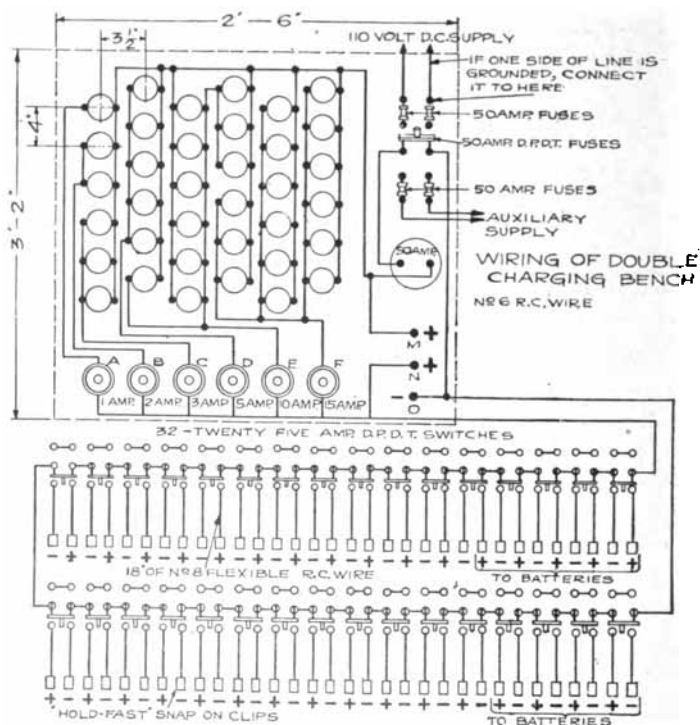 2' - 6"
3 1/2"
110 VOLT D.C. SUPPLY
IF ONE SIDE OF LINE IS
GROUNDED, CONNECT
IT TO HERE
50 AMP. FUSES
50 AMP. D.P.D.T. FUSES
4"
3' - 2"
50 AMP. FUSES
AUXILIARY
SUPPLY
50 AMP.
WIRING OF DOUBLE
CHARGING BENCH
No 6 R.C. WIRE
M +
N +
- O
A B C D E F
1 AMP. 2 AMP. 3 AMP. 5 AMP. 10 AMP. 15 AMP.
32 - TWENTY FIVE AMP. D.P.D.T. SWITCHES
- + - + - + - + - + - + - + - + - + - + - + + - + - + - + - +
18" OF No 8 FLEXIBLE R.C. WIRE
TO BATTERIES
+ - + - + - + - + - + - + - + - + - + - + - + - + - + - + -
"HOLD-FAST" SNAP ON CLIPS
TO BATTERIES